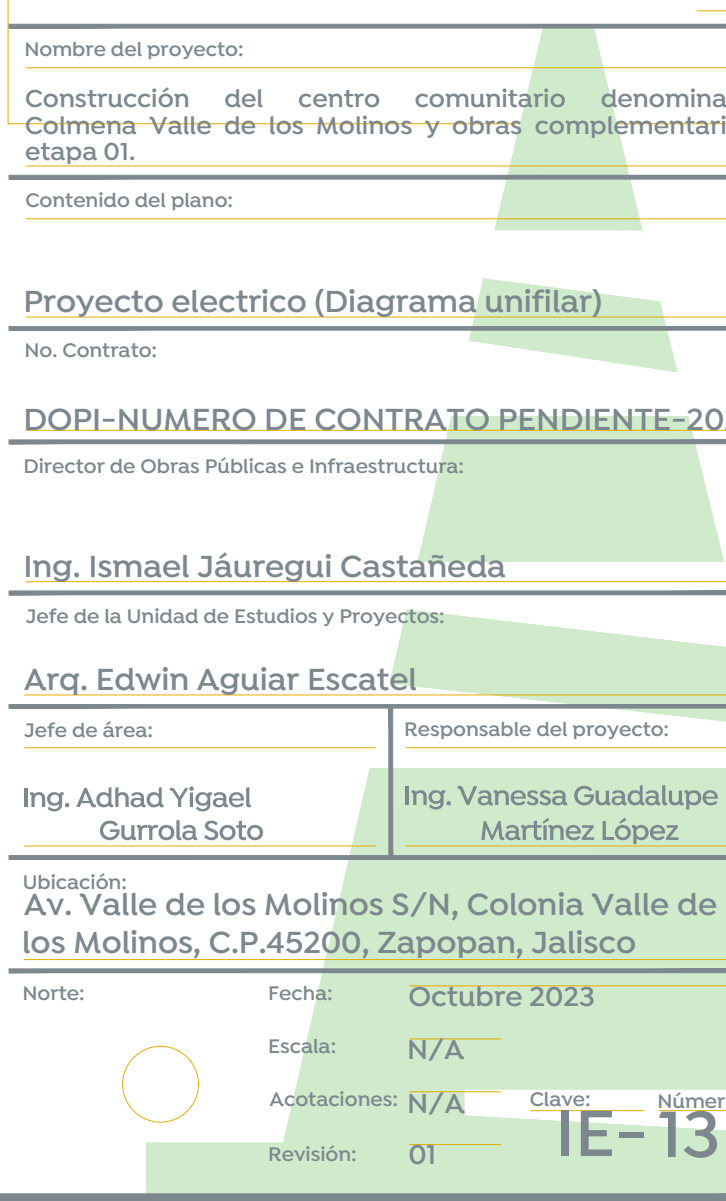 Nombre del proyecto:
Construcción del centro comunitario denomina
Colmena Valle de los Molinos y obras complementari
etapa 01.
Contenido del plano:
Proyecto electrico (Diagrama unifilar)
No. Contrato:
DOPI-NUMERO DE CONTRATO PENDIENTE-20
Director de Obras Públicas e Infraestructura:
Ing. Ismael Jáuregui Castañeda
Jefe de la Unidad de Estudios y Proyectos:
Arq. Edwin Aguiar Escatel
Jefe de área:
Responsable del proyecto:
Ing. Adhad Yigael
Gurrola Soto
Ing. Vanessa Guadalupe
Martínez López
Ubicación:
Av. Valle de los Molinos S/N, Colonia Valle de
los Molinos, C.P.45200, Zapopan, Jalisco
Norte:
Fecha: Octubre 2023
Escala: N/A
Acotaciones: N/A
Clave: Númer
IE-13
Revisión: 01